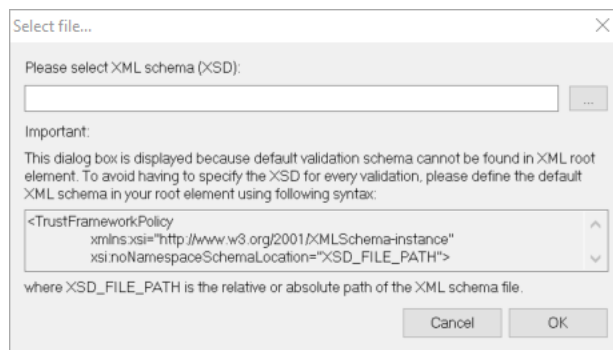 Select file...
Please select XML schema (XSD):
...
Important:
This dialog box is displayed because default validation schema cannot be found in XML root
element. To avoid having to specify the XSD for every validation, please define the default
XML schema in your root element using following syntax:
<TrustFrameworkPolicy
xmlns:xsi="http://www.w3.org/2001/XMLSchema-instance"
xsi:noNamespaceSchemaLocation="XSD_FILE_PATH">
where XSD_FILE_PATH is the relative or absolute path of the XML schema file.
Cancel OK